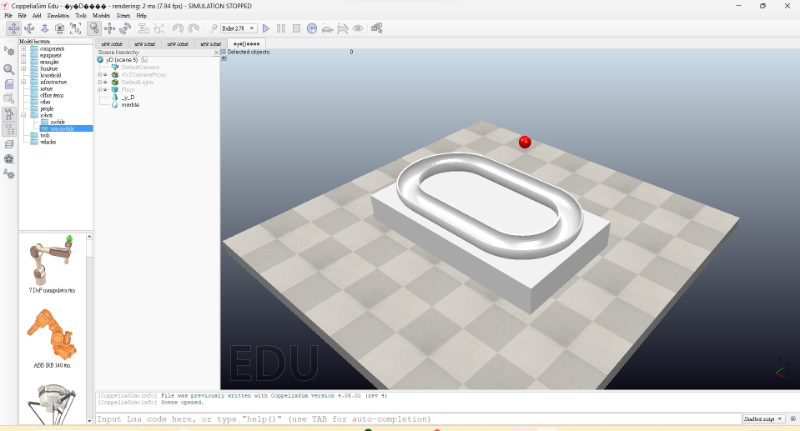 CoppeliaSim Edu - �y�D���� - rendering: 2 ms (7.94 fps) - SIMULATION STOPPED
File Edit Add Simulation Tools Modules Scenes Help
Bullet 2.78
Model browser
components
equipment
examples
furniture
household
infrastructure
nature
office items
other
people
robots
mobile
non-mobile
tools
vehicles
7 DoF manipulator.ttm
ABB IRB 140.ttm
new scene new scene new scene new scene �y�D����
Scene hierarchy
(scene 5)
DefaultCamera
XYZCameraProxy
DefaultLights
Floor
marble
Selected objects 0
EDU
[CoppeliaSim:info] File was previously written with CoppeliaSim version 4.06.01 (rev 4)
[CoppeliaSim:info] Scene opened.
Input Lua code here, or type "help()" (use TAB for auto-completion)
Sandbox script